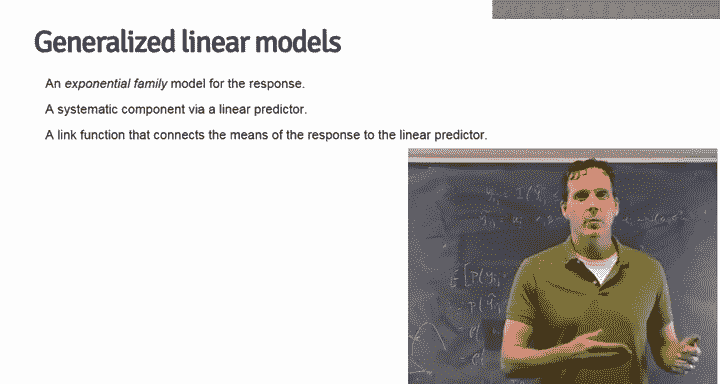 Generalized linear models
An exponential family model for the response.
A systematic component via a linear predictor.
A link function that connects the means of the response to the linear predictor.